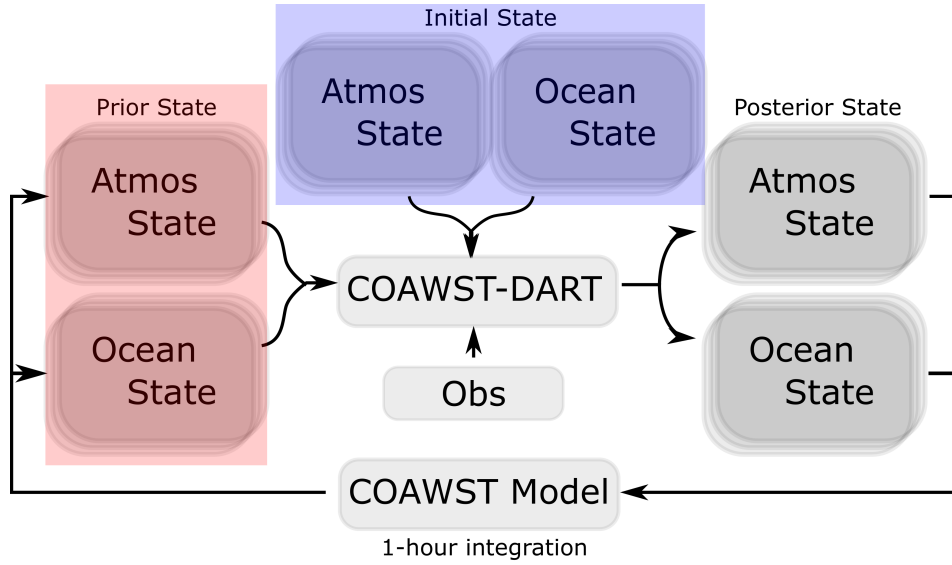 Initial State
Atmos
State
Ocean
State
Prior State
Atmos
State
Ocean
State
COAWST-DART
Obs
Posterior State
Atmos
State
Ocean
State
COAWST Model
1-hour integration